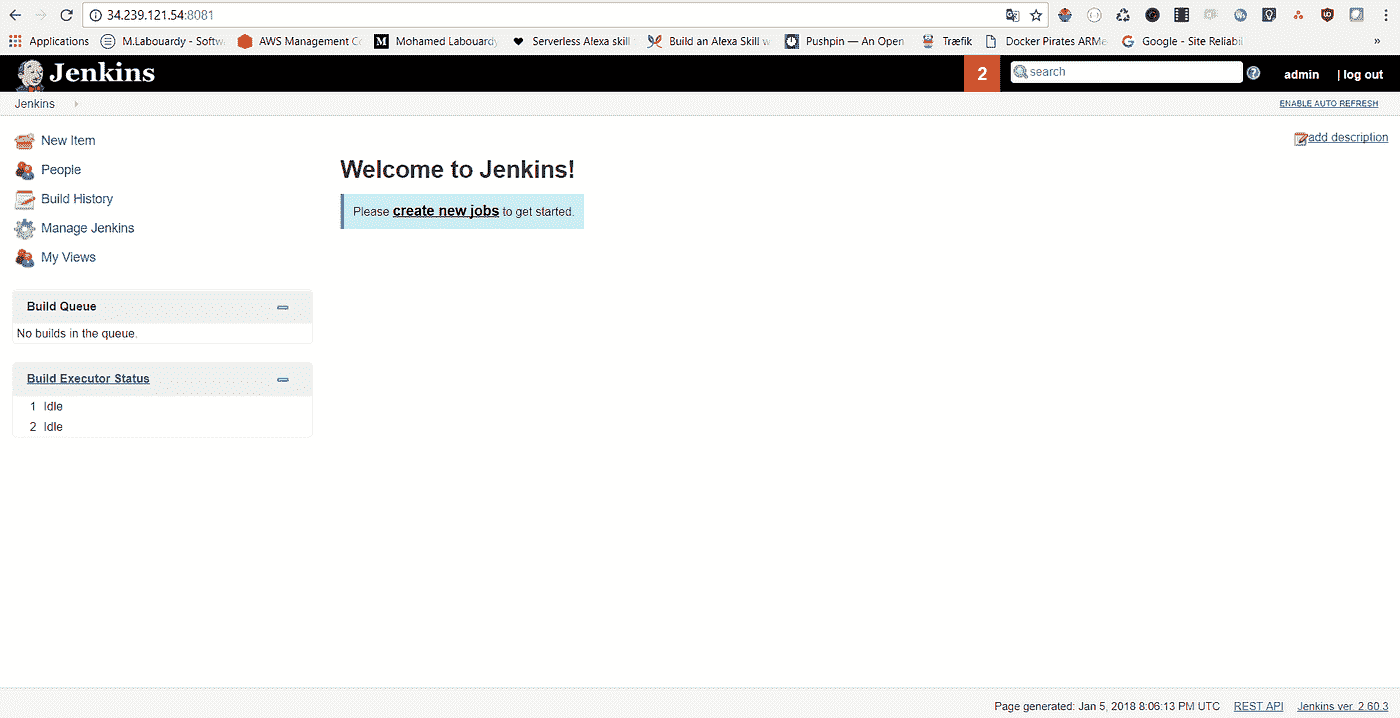 34.239.121.54:8081
Applications M.Labouardy - Softw AWS Management Co Mohamed Labouardy Serverless Alexa skill Build an Alexa Skill w Pushpin — An Open Træfik Docker Pirates ARMe Google - Site Reliabil »
Jenkins 2 search admin | log out
Jenkins ENABLE AUTO REFRESH
New Item add description
People
Build History
Manage Jenkins
My Views
Welcome to Jenkins!
Please create new jobs to get started.
Build Queue
No builds in the queue.
Build Executor Status
1 Idle
2 Idle
Page generated: Jan 5, 2018 8:06:13 PM UTC REST API Jenkins ver. 2.60.3